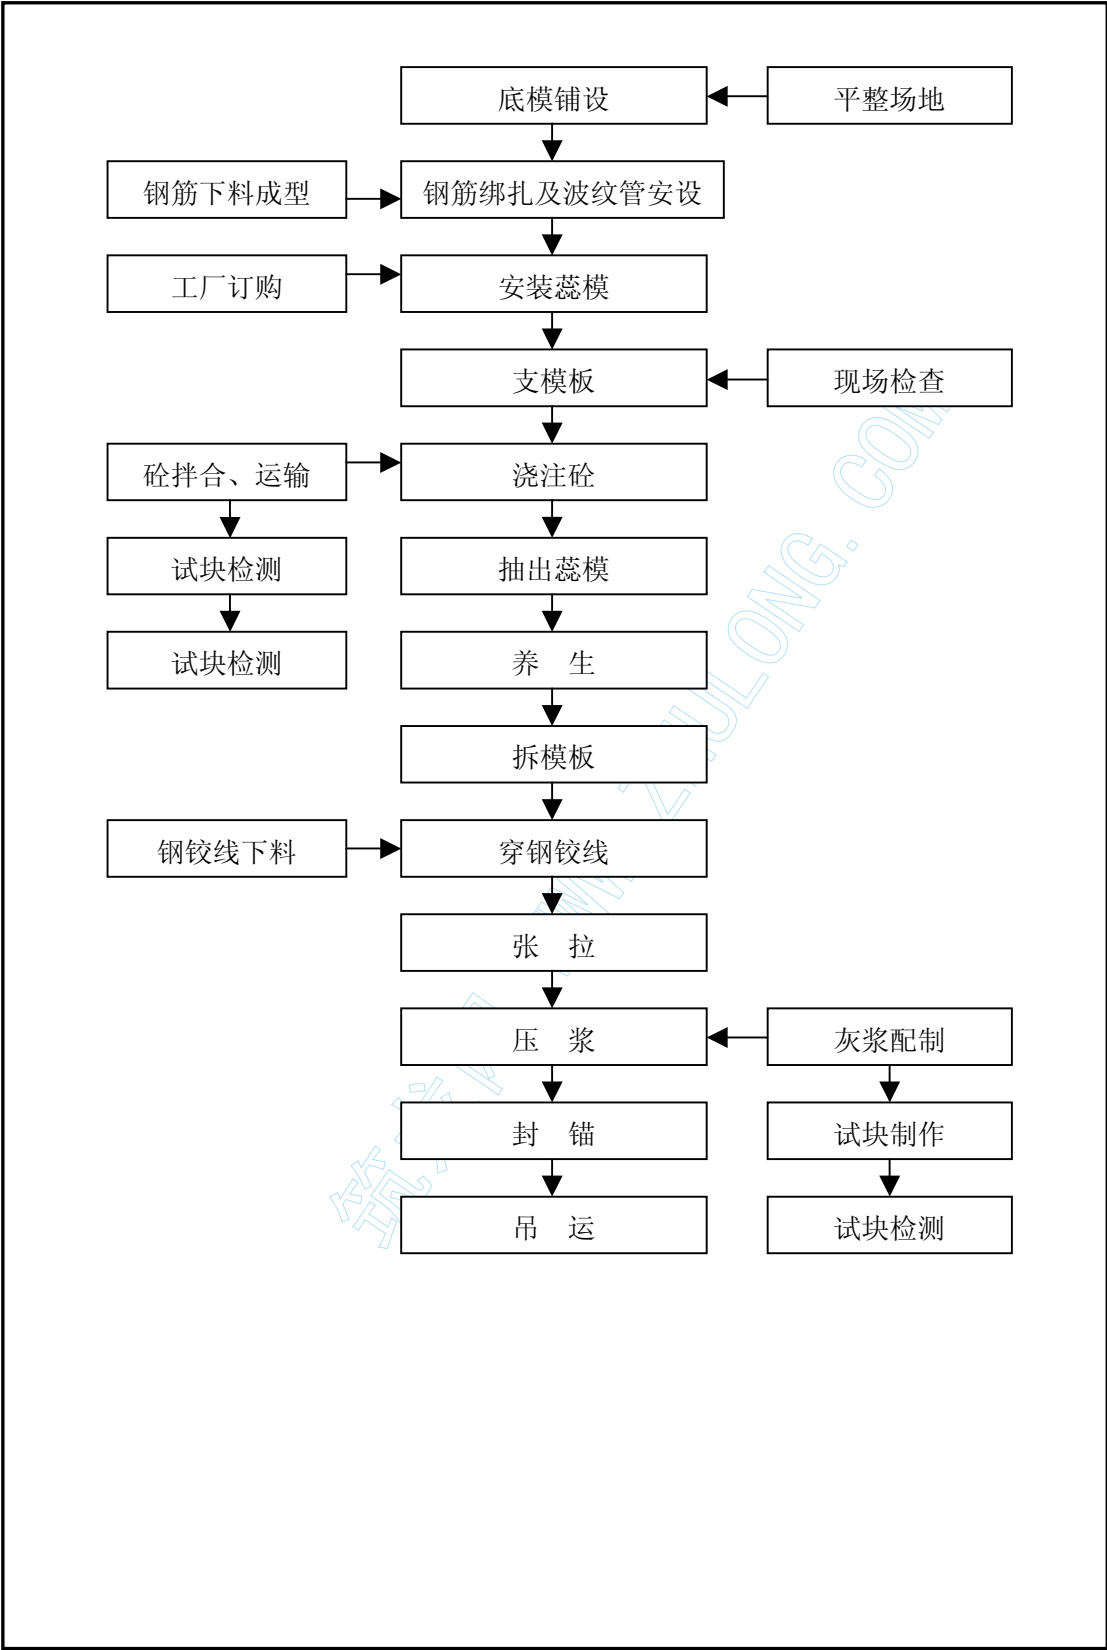 底模铺设 平整场地
钢筋下料成型 钢筋绑扎及波纹管安设
工厂订购 安装蕊模
支模板 现场检查
砼拌合、运输 浇注砼
试块检测 抽出蕊模
试块检测 养 生
拆模板
钢铰线下料 穿钢铰线
张 拉
压 浆 灰浆配制
封 锚 试块制作
吊 运 试块检测